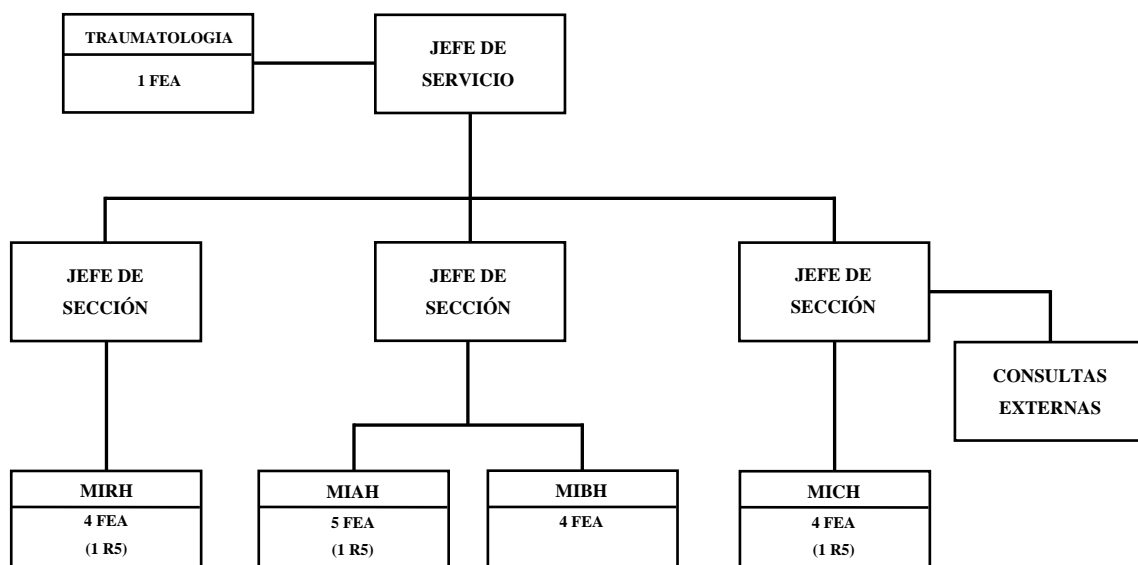 TRAUMATOLOGIA
1 FEA
JEFE DE
SERVICIO
JEFE DE
SECCIÓN
JEFE DE
SECCIÓN
JEFE DE
SECCIÓN
CONSULTAS
EXTERNAS
MIRH
4 FEA
(1 R5)
MIAH
5 FEA
(1 R5)
MIBH
4 FEA
MICH
4 FEA
(1 R5)